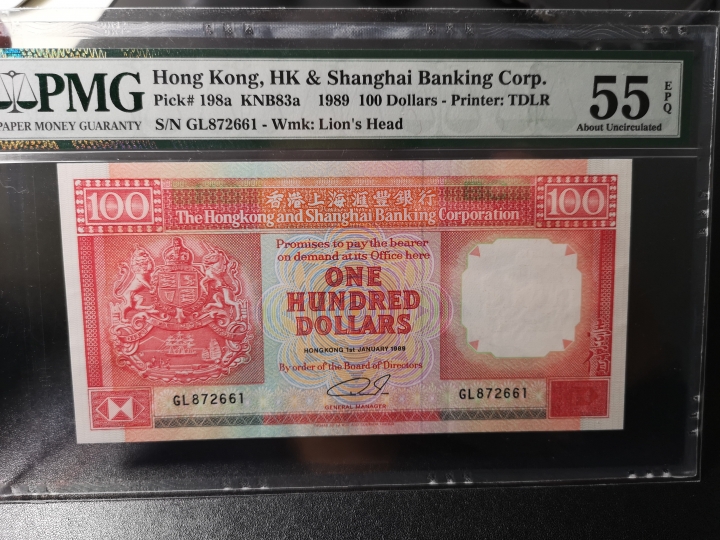 PMG
PAPER MONEY GUARANTY
Hong Kong, HK & Shanghai Banking Corp.
Pick# 198a KNB83a 1989 100 Dollars - Printer: TDLR
S/N GL872661 - Wmk: Lion's Head
55
EPQ
About Uncirculated
100
香港上海滙豐銀行
The Hongkong and Shanghai Banking Corporation
100
Promises to pay the bearer
on demand at its Office here
ONE
HUNDRED
DOLLARS
HONGKONG 1st JANUARY 1989
By order of the Board of Directors
GL872661
GL872661
GENERAL MANAGER